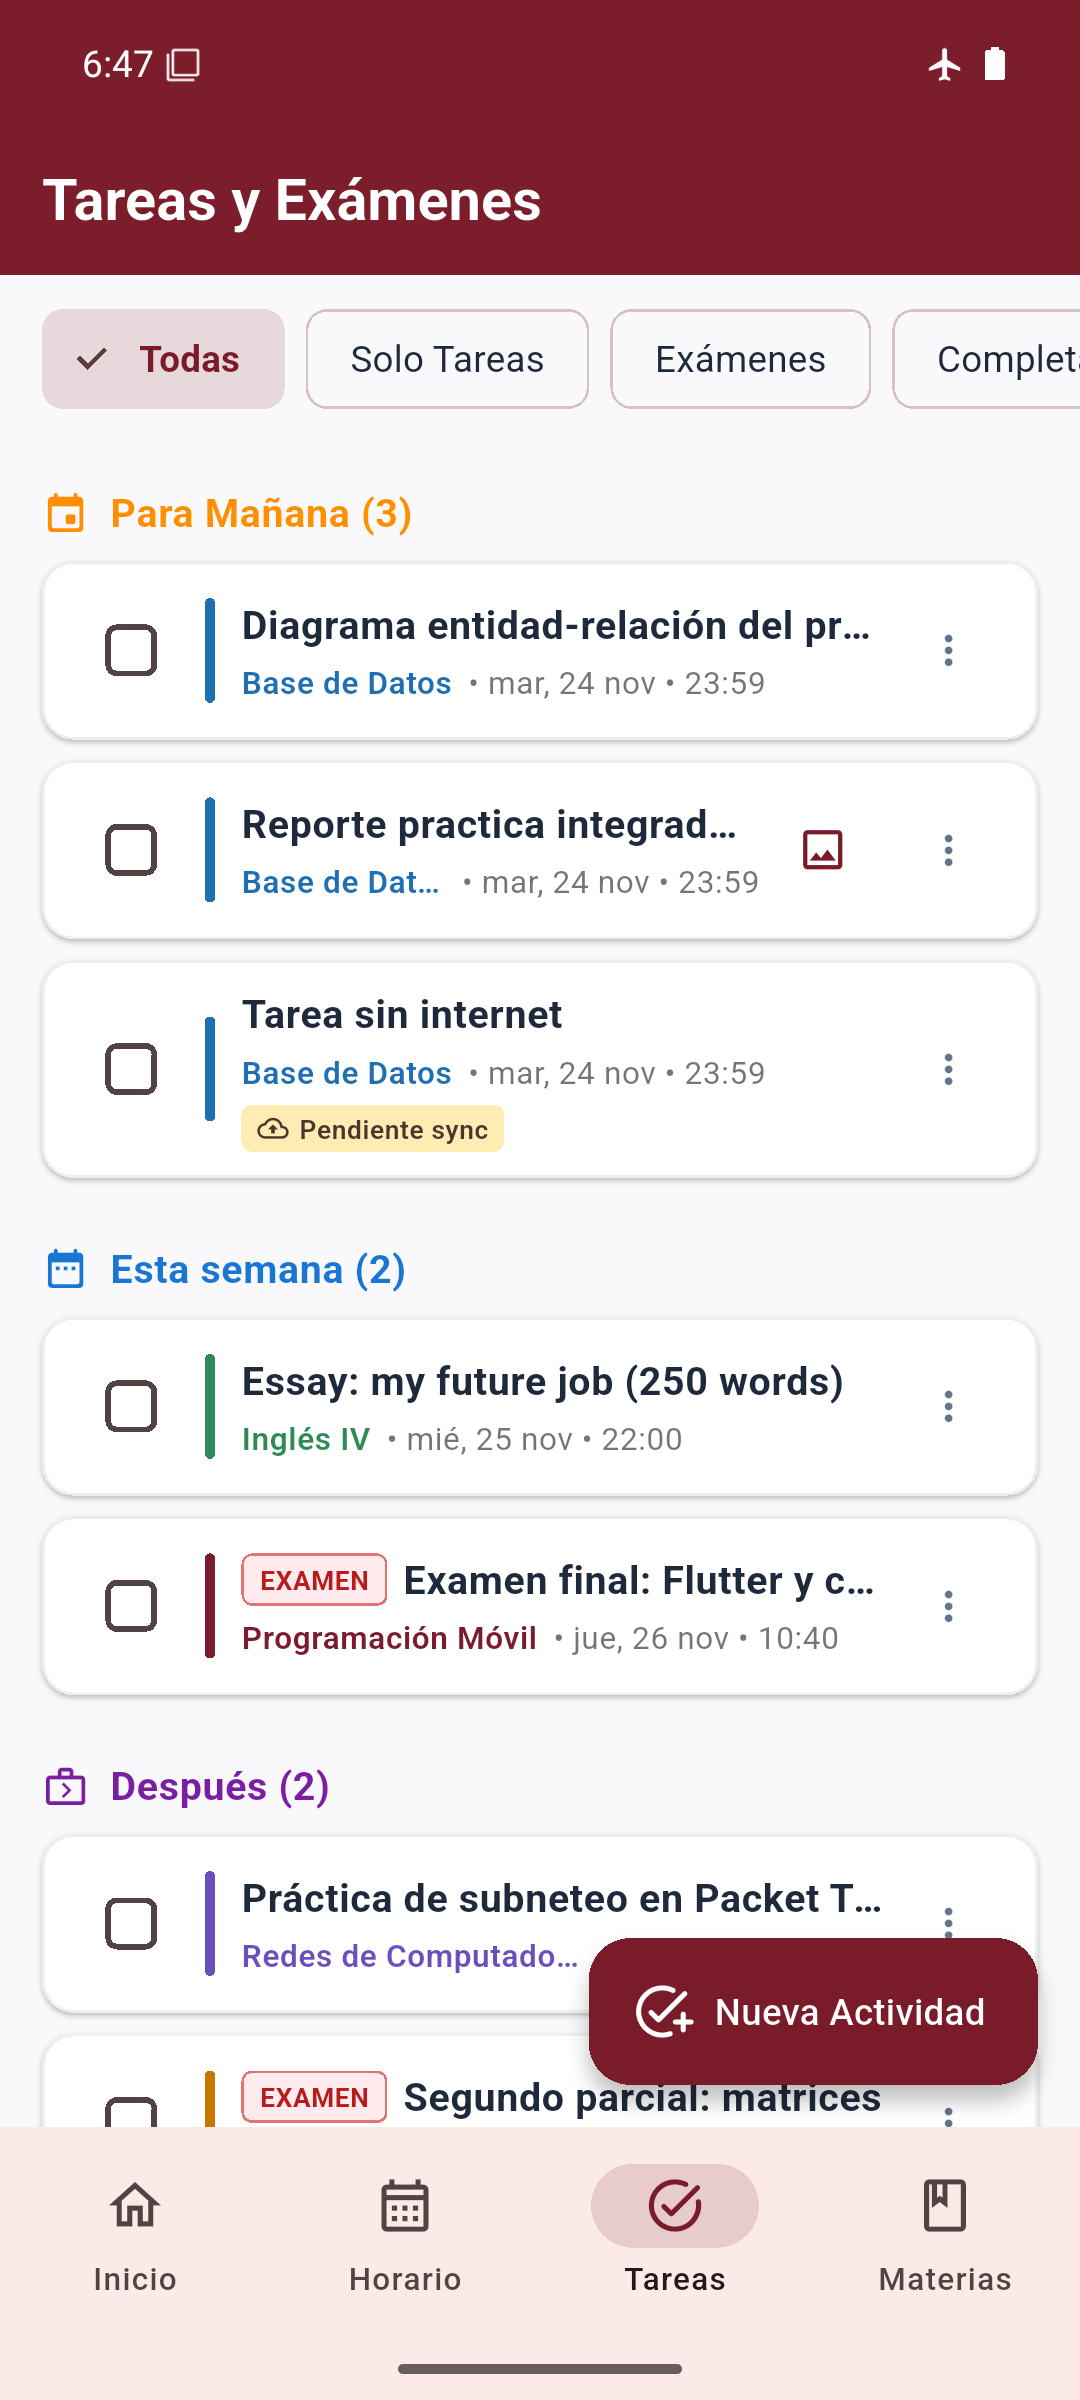 6:47
Tareas y Exámenes
Todas
Solo Tareas
Exámenes
Complet
Para Mañana (3)
Diagrama entidad-relación del pr...
Base de Datos • mar, 24 nov • 23:59
Reporte practica integrad...
Base de Dat... • mar, 24 nov • 23:59
Tarea sin internet
Base de Datos • mar, 24 nov • 23:59
Pendiente sync
Esta semana (2)
Essay: my future job (250 words)
Inglés IV • mié, 25 nov • 22:00
EXAMEN Examen final: Flutter y c...
Programación Móvil • jue, 26 nov • 10:40
Después (2)
Práctica de subneteo en Packet T...
Redes de Computado...
Nueva Actividad
EXAMEN Segundo parcial: matrices
Inicio
Horario
Tareas
Materias